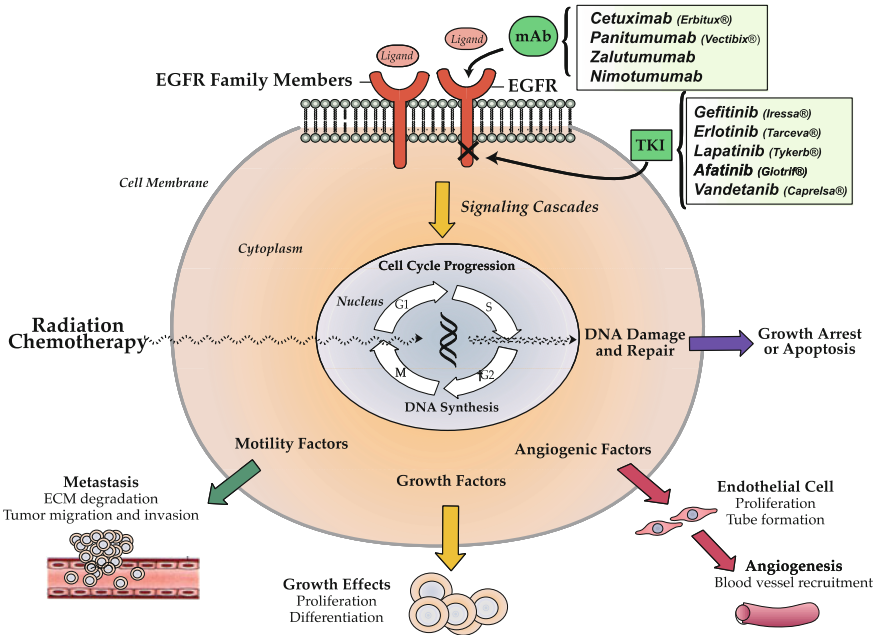 Cetuximab (Erbitux®)
Panitumumab (Vectibix®)
Zalutumumab
Nimotumumab
mAb
Ligand
Ligand
EGFR Family Members
EGFR
Gefitinib (Iressa®)
Erlotinib (Tarceva®)
Lapatinib (Tykerb®)
Afatinib (Giotrif®)
Vandetanib (Caprelsa®)
TKI
Cell Membrane
Signaling Cascades
Cytoplasm
Cell Cycle Progression
Nucleus
G1
S
M
G2
DNA Synthesis
Radiation
Chemotherapy
DNA Damage
and Repair
Growth Arrest
or Apoptosis
Motility Factors
Growth Factors
Angiogenic Factors
Metastasis
ECM degradation
Tumor migration and invasion
Growth Effects
Proliferation
Differentiation
Endothelial Cell
Proliferation
Tube formation
Angiogenesis
Blood vessel recruitment